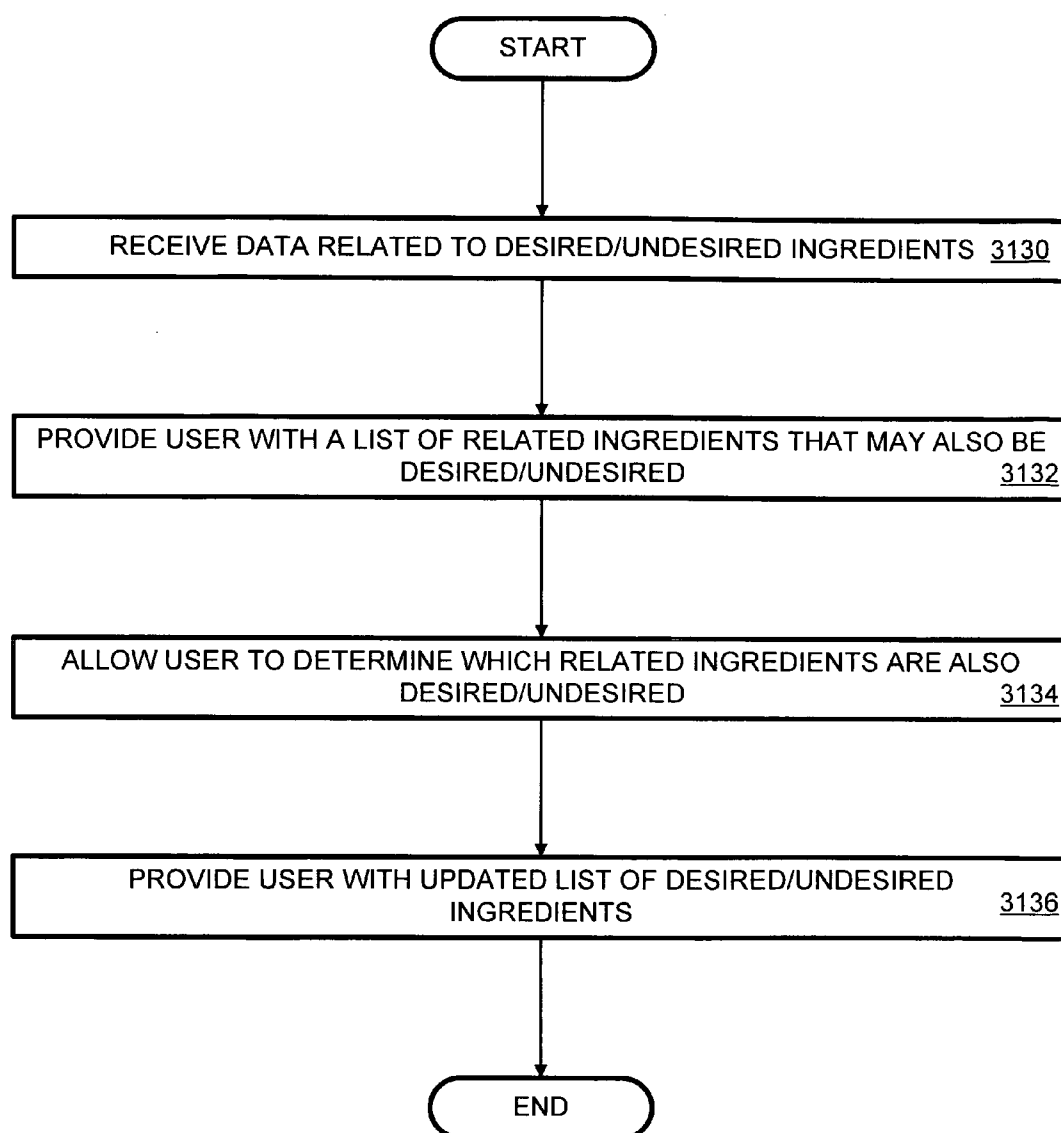 START
RECEIVE DATA RELATED TO DESIRED/UNDESIRED INGREDIENTS 3130
PROVIDE USER WITH A LIST OF RELATED INGREDIENTS THAT MAY ALSO BE
DESIRED/UNDESIRED 3132
ALLOW USER TO DETERMINE WHICH RELATED INGREDIENTS ARE ALSO
DESIRED/UNDESIRED 3134
PROVIDE USER WITH UPDATED LIST OF DESIRED/UNDESIRED
INGREDIENTS 3136
END